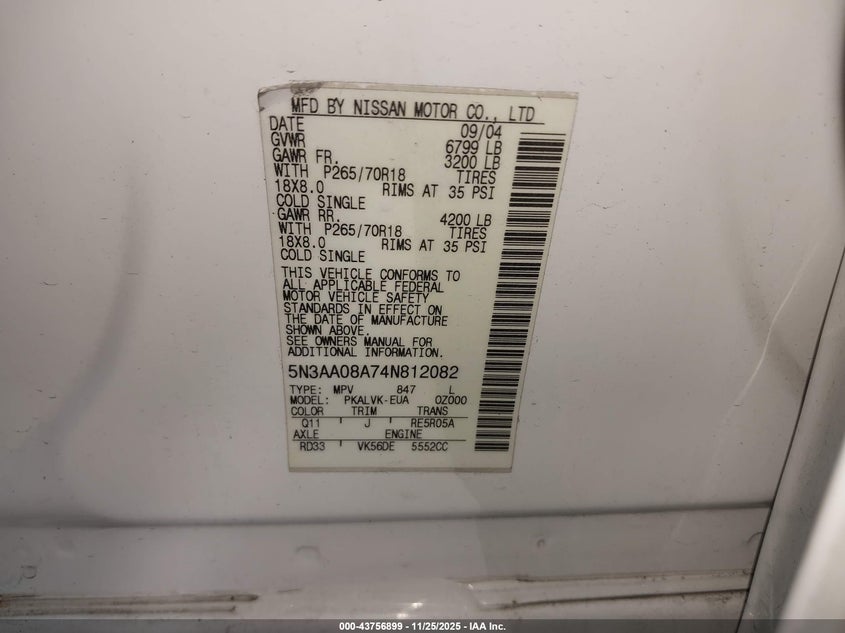 MFD BY NISSAN MOTOR CO., LTD
DATE 09/04
GVWR 6799 LB
GAWR FR. 3200 LB
WITH P265/70R18 TIRES
18X8.0 RIMS AT 35 PSI
COLD SINGLE
GAWR RR. 4200 LB
WITH P265/70R18 TIRES
18X8.0 RIMS AT 35 PSI
COLD SINGLE
THIS VEHICLE CONFORMS TO
ALL APPLICABLE FEDERAL
MOTOR VEHICLE SAFETY
STANDARDS IN EFFECT ON
THE DATE OF MANUFACTURE
SHOWN ABOVE.
SEE OWNERS MANUAL FOR
ADDITIONAL INFORMATION.
5N3AA08A74N812082
TYPE: MPV 847 L
MODEL: PKALVK-EUA 0Z000
COLOR TRIM TRANS
Q11 J RE5R05A
AXLE ENGINE
RD33 VK56DE 5552CC
000-43756899 - 11/25/2025 - IAA Inc.